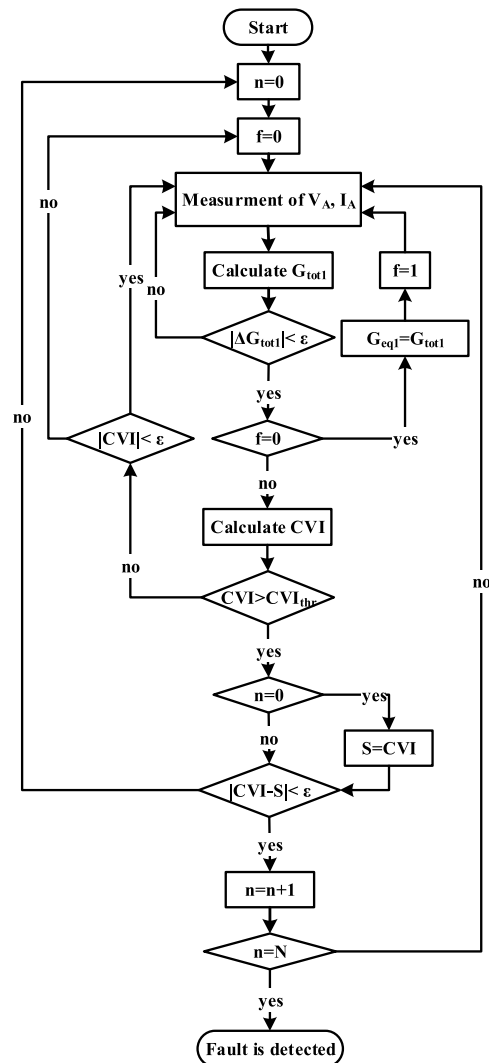 Start
n=0
f=0
Measurment of V_A, I_A
no
yes
no
Calculate G_tot1
f=1
|ΔG_tot1|< ε
G_eq1=G_tot1
yes
no
|CVI|< ε
f=0
yes
no
Calculate CVI
no
no
CVI>CVI_thr
yes
n=0
yes
no
S=CVI
|CVI-S|< ε
yes
n=n+1
n=N
yes
Fault is detected